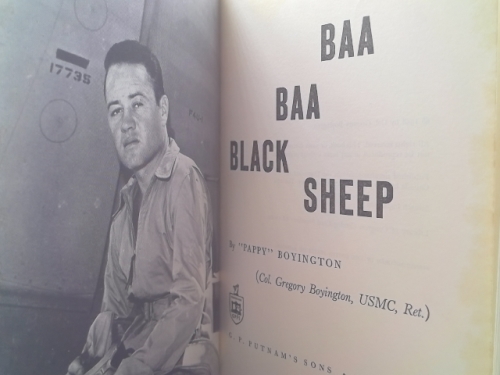 17735
BAA
BAA
BLACK
SHEEP
By "PAPPY" BOYINGTON
(Col. Gregory Boyington, USMC, Ret.)
G. P. PUTNAM'S SONS